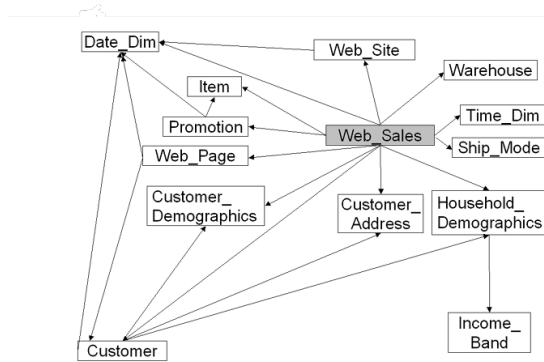 Date_Dim
Web_Site
Warehouse
Item
Time_Dim
Promotion
Web_Sales
Ship_Mode
Web_Page
Customer_
Demographics
Customer_
Address
Household_
Demographics
Income_
Band
Customer